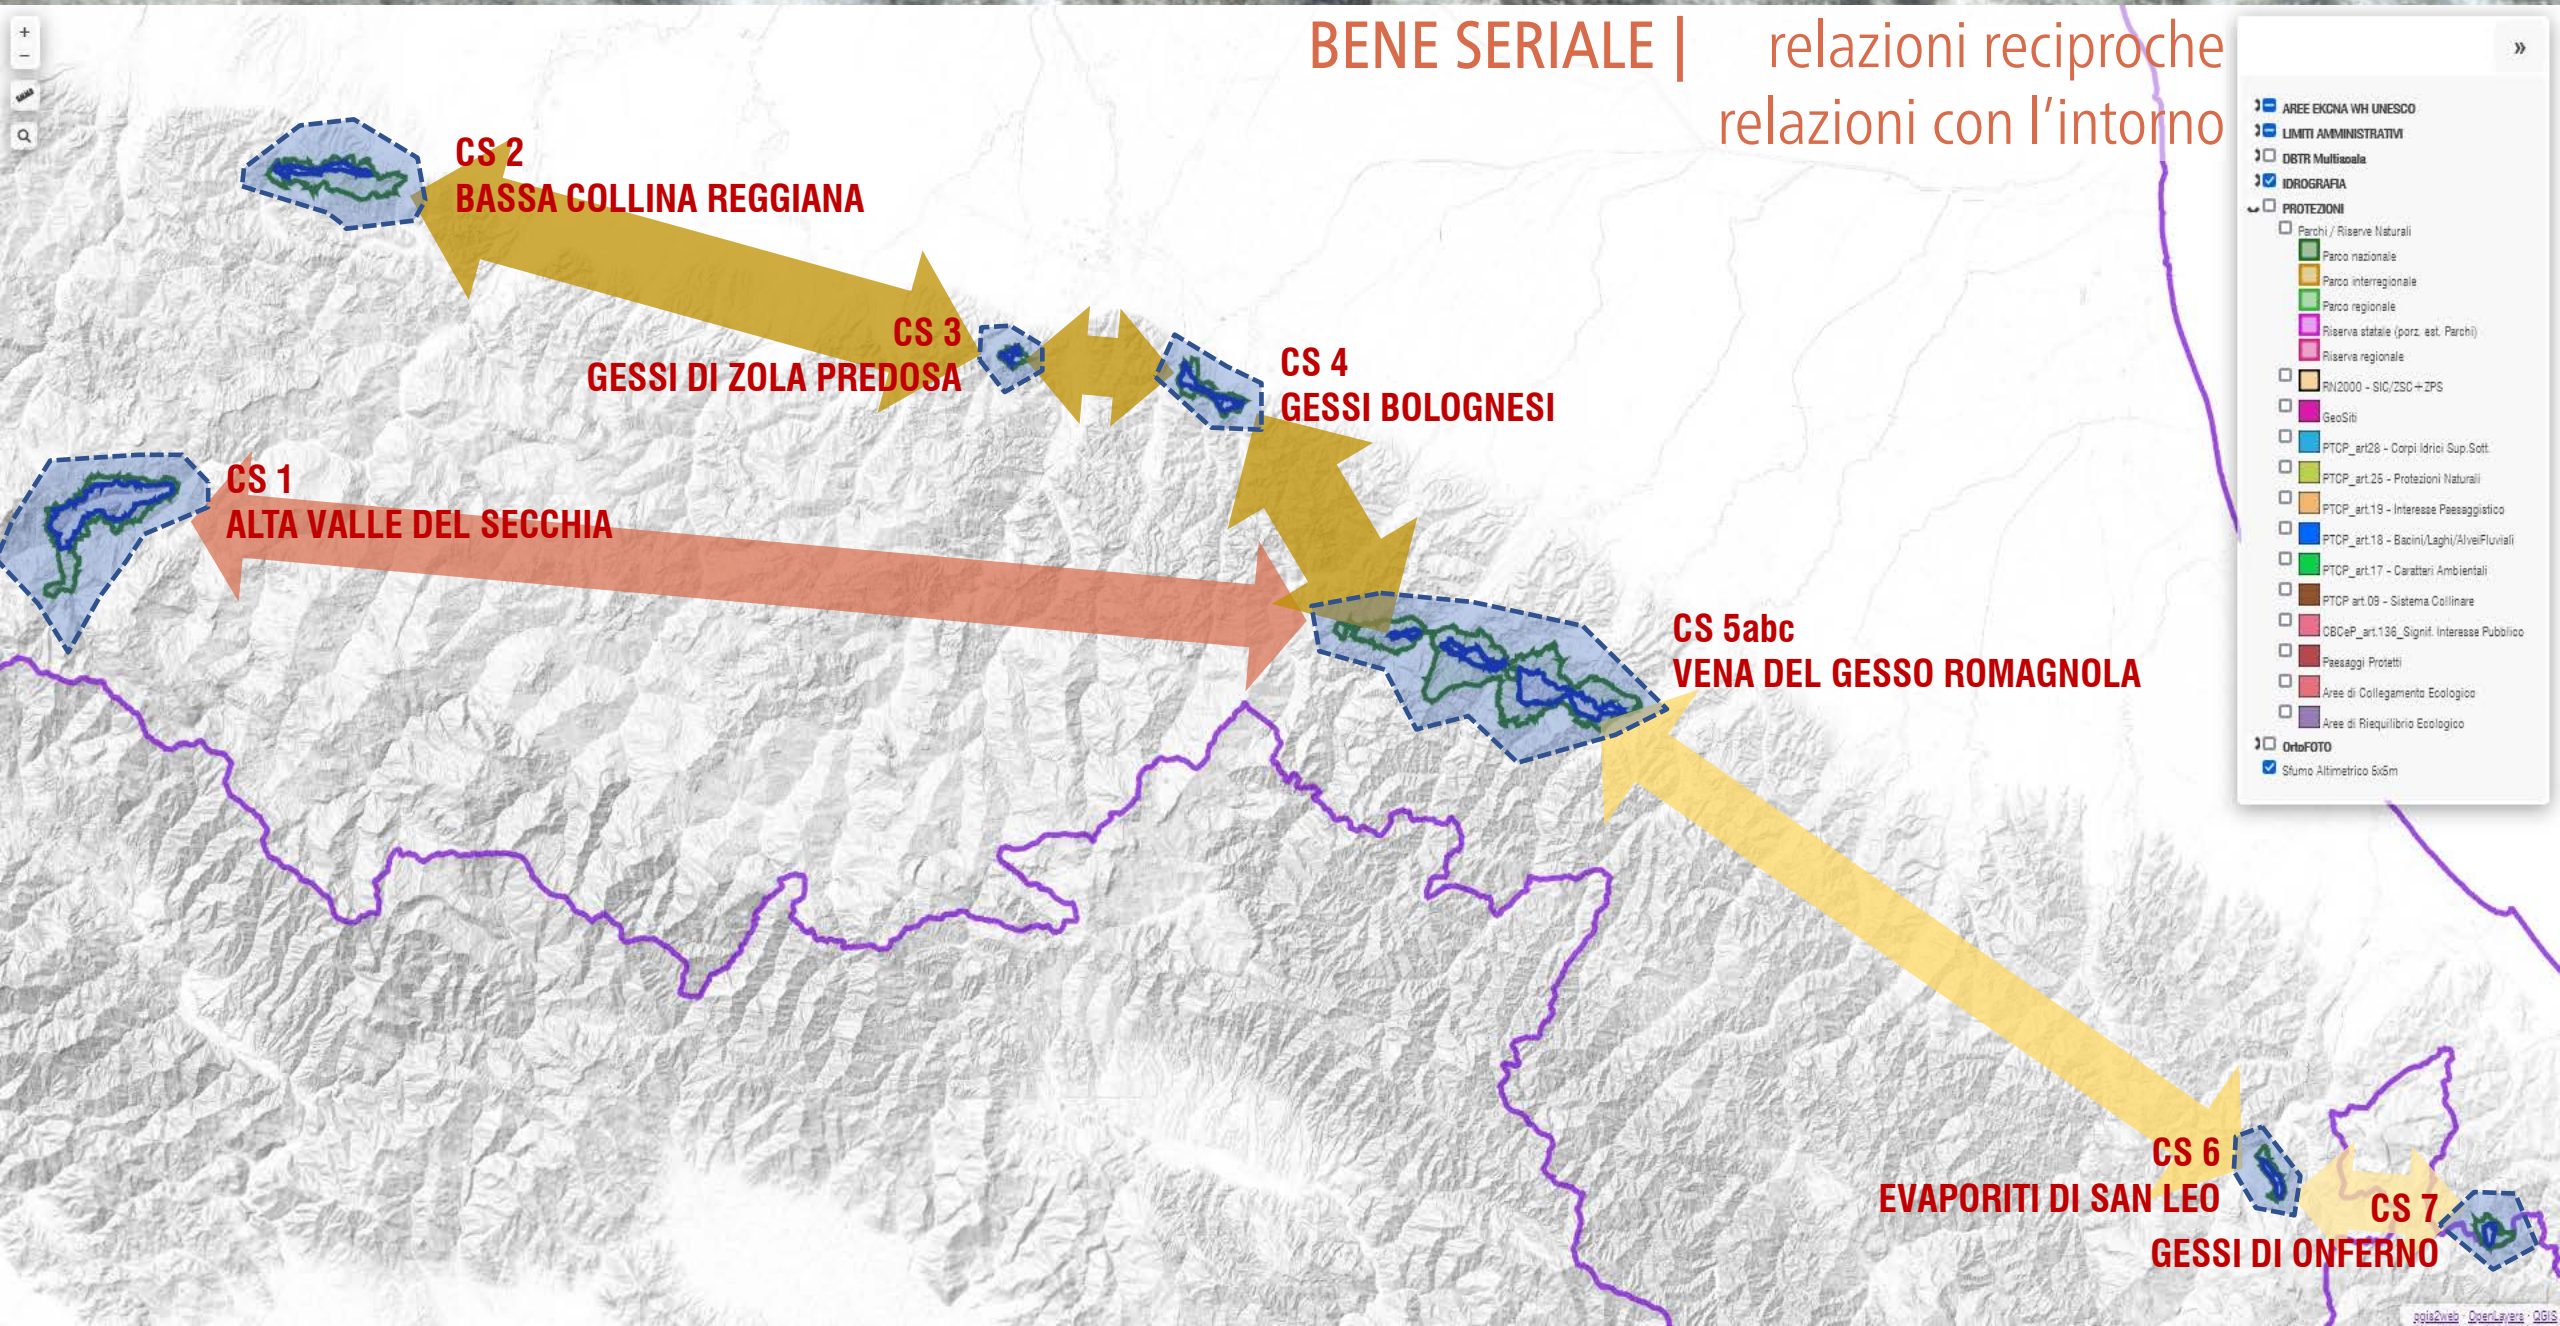 BENE SERIALE | relazioni reciproche
relazioni con l'intorno
+
−
CS 2
BASSA COLLINA REGGIANA
CS 3
GESSI DI ZOLA PREDOSA
CS 4
GESSI BOLOGNESI
CS 1
ALTA VALLE DEL SECCHIA
CS 5abc
VENA DEL GESSO ROMAGNOLA
CS 6
EVAPORITI DI SAN LEO
CS 7
GESSI DI ONFERNO
»
AREE EKCNA WH UNESCO
LIMITI AMMINISTRATIVI
DBTR Multiscala
IDROGRAFIA
PROTEZIONI
Parchi / Riserve Naturali
Parco nazionale
Parco interregionale
Parco regionale
Riserva statale (porz. est. Parchi)
Riserva regionale
RN2000 - SIC/ZSC+ZPS
GeoSiti
PTCP_art28 - Corpi Idrici Sup.Sott.
PTCP_art.25 - Protezioni Naturali
PTCP_art.19 - Interesse Paesaggistico
PTCP_art.18 - Bacini/Laghi/AlveiFluviali
PTCP_art.17 - Caratteri Ambientali
PTCP art.09 - Sistema Collinare
CBCeP_art.136_Signif. Interesse Pubblico
Paesaggi Protetti
Aree di Collegamento Ecologico
Aree di Riequilibrio Ecologico
OrtoFOTO
Sfumo Altimetrico 5x5m
qgis2web · OpenLayers · QGIS